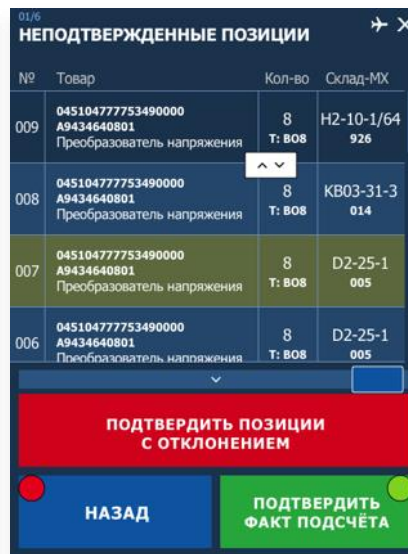 01/6
НЕПОДТВЕРЖДЕННЫЕ ПОЗИЦИИ
№ Товар Кол-во Склад-МХ
009
045104777753490000
A9434640801
Преобразователь напряжения
8
T: BO8
H2-10-1/64
926
008
045104777753490000
A9434640801
Преобразователь напряжения
8
T: BO8
KB03-31-3
014
007
045104777753490000
A9434640801
Преобразователь напряжения
8
T: BO8
D2-25-1
005
006
045104777753490000
A9434640801
Преобразователь напряжения
8
T: BO8
D2-25-1
005
ПОДТВЕРДИТЬ ПОЗИЦИИ
С ОТКЛОНЕНИЕМ
НАЗАД
ПОДТВЕРДИТЬ
ФАКТ ПОДСЧЁТА